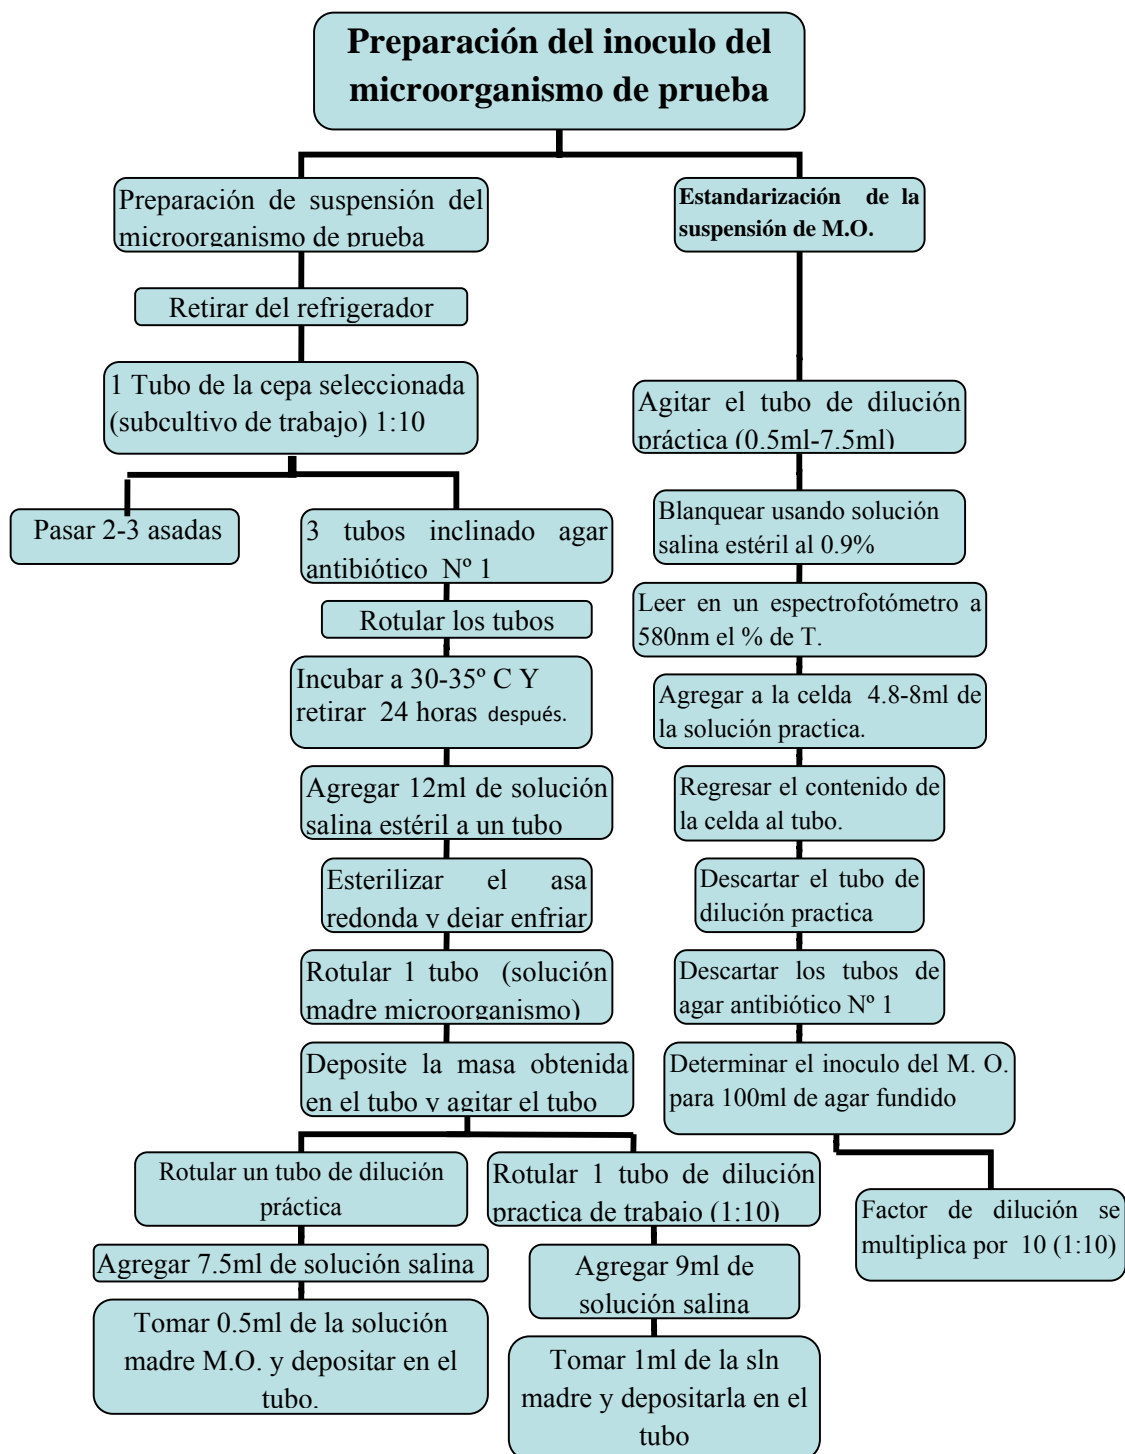 Preparación del inoculo del
microorganismo de prueba
Preparación de suspensión del
microorganismo de prueba
Retirar del refrigerador
1 Tubo de la cepa seleccionada
(subcultivo de trabajo) 1:10
Pasar 2-3 asadas
3 tubos inclinado agar
antibiótico Nº 1
Rotular los tubos
Incubar a 30-35º C Y
retirar 24 horas después.
Agregar 12ml de solución
salina estéril a un tubo
Esterilizar el asa
redonda y dejar enfriar
Rotular 1 tubo (solución
madre microorganismo)
Deposite la masa obtenida
en el tubo y agitar el tubo
Rotular un tubo de dilución
práctica
Agregar 7.5ml de solución salina
Tomar 0.5ml de la solución
madre M.O. y depositar en el
tubo.
Rotular 1 tubo de dilución
practica de trabajo (1:10)
Agregar 9ml de
solución salina
Tomar 1ml de la sln
madre y depositarla en el
tubo
Estandarización de la
suspensión de M.O.
Agitar el tubo de dilución
práctica (0.5ml-7.5ml)
Blanquear usando solución
salina estéril al 0.9%
Leer en un espectrofotómetro a
580nm el % de T.
Agregar a la celda 4.8-8ml de
la solución practica.
Regresar el contenido de
la celda al tubo.
Descartar el tubo de
dilución practica
Descartar los tubos de
agar antibiótico Nº 1
Determinar el inoculo del M. O.
para 100ml de agar fundido
Factor de dilución se
multiplica por 10 (1:10)